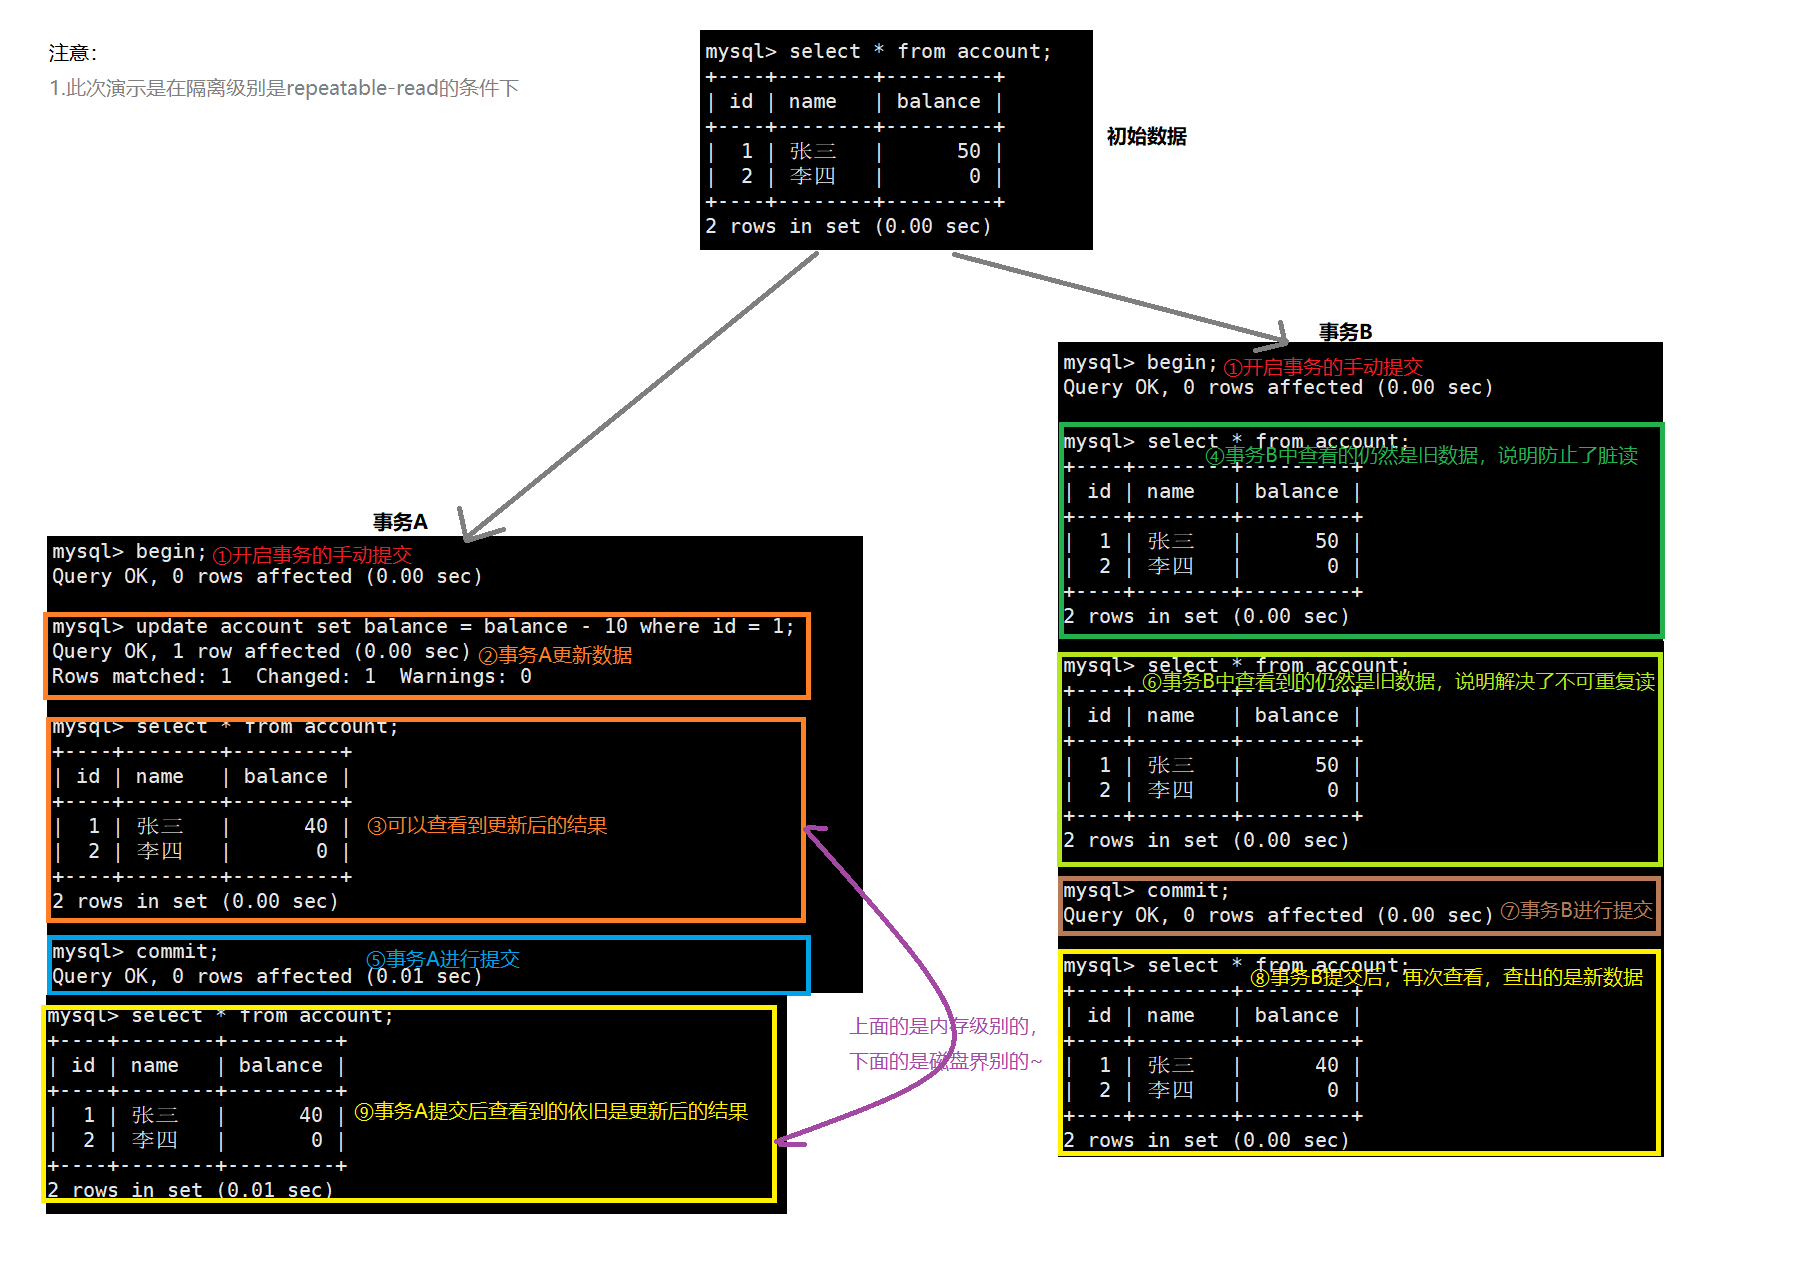 注意：
1.此次演示是在隔离级别是repeatable-read的条件下
mysql> select * from account;
+----+--------+---------+
| id | name   | balance |
+----+--------+---------+
|  1 | 张三   |      50 |
|  2 | 李四   |       0 |
+----+--------+---------+
2 rows in set (0.00 sec)
初始数据
事务A
mysql> begin; ①开启事务的手动提交
Query OK, 0 rows affected (0.00 sec)
mysql> update account set balance = balance - 10 where id = 1;
Query OK, 1 row affected (0.00 sec) ②事务A更新数据
Rows matched: 1  Changed: 1  Warnings: 0
mysql> select * from account;
+----+--------+---------+
| id | name   | balance |
+----+--------+---------+
|  1 | 张三   |      40 | ③可以查看到更新后的结果
|  2 | 李四   |       0 |
+----+--------+---------+
2 rows in set (0.00 sec)
mysql> commit;
⑤事务A进行提交
Query OK, 0 rows affected (0.01 sec)
mysql> select * from account;
+----+--------+---------+
| id | name   | balance |
+----+--------+---------+
|  1 | 张三   |      40 | ⑨事务A提交后查看到的依旧是更新后的结果
|  2 | 李四   |       0 |
+----+--------+---------+
2 rows in set (0.01 sec)
上面的是内存级别的，
下面的是磁盘界别的~
事务B
mysql> begin; ①开启事务的手动提交
Query OK, 0 rows affected (0.00 sec)
mysql> select * from account;
④事务B中查看的仍然是旧数据，说明防止了脏读
+----+--------+---------+
| id | name   | balance |
+----+--------+---------+
|  1 | 张三   |      50 |
|  2 | 李四   |       0 |
+----+--------+---------+
2 rows in set (0.00 sec)
mysql> select * from account;
⑥事务B中查看到的仍然是旧数据，说明解决了不可重复读
+----+--------+---------+
| id | name   | balance |
+----+--------+---------+
|  1 | 张三   |      50 |
|  2 | 李四   |       0 |
+----+--------+---------+
2 rows in set (0.00 sec)
mysql> commit;
Query OK, 0 rows affected (0.00 sec) ⑦事务B进行提交
mysql> select * from account;
⑧事务B提交后，再次查看，查出的是新数据
+----+--------+---------+
| id | name   | balance |
+----+--------+---------+
|  1 | 张三   |      40 |
|  2 | 李四   |       0 |
+----+--------+---------+
2 rows in set (0.00 sec)